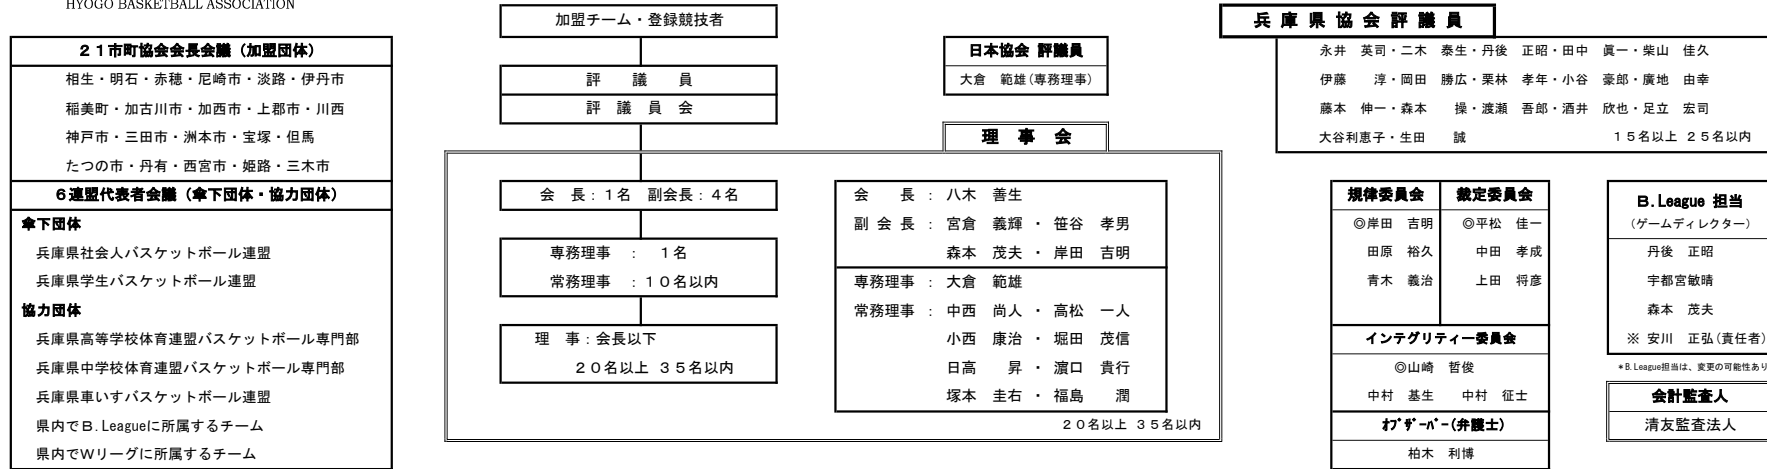 HYOGO BASKETBALL ASSOCIATION
２１市町協会会長会議（加盟団体）
相生・明石・赤穂・尼崎市・淡路・伊丹市
稲美町・加古川市・加西市・上郡市・川西
神戸市・三田市・洲本市・宝塚・但馬
たつの市・丹有・西宮市・姫路・三木市
６連盟代表者会議（傘下団体・協力団体）
傘下団体
兵庫県社会人バスケットボール連盟
兵庫県学生バスケットボール連盟
協力団体
兵庫県高等学校体育連盟バスケットボール専門部
兵庫県中学校体育連盟バスケットボール専門部
兵庫県車いすバスケットボール連盟
県内でＢ.Leagueに所属するチーム
県内でＷリーグに所属するチーム
加盟チーム・登録競技者
評　議　員
評　議　員　会
会　長：１名　副会長：４名
専務理事　：　１名
常務理事　：１０名以内
理　事：会長以下
２０名以上 ３５名以内
日本協会 評議員
大倉　範雄(専務理事)
理　事　会
会　　長　：　八木　善生
副 会 長　：　宮倉　義輝　・　笹谷　孝男
森本　茂夫　・　岸田　吉明
専務理事　：　大倉　範雄
常務理事　：　中西　尚人　・　高松　一人
小西　康治　・　堀田　茂信
日高　　昇　・　濵口　貴行
塚本　圭右　・　福島　　潤
２０名以上 ３５名以内
兵 庫 県 協 会 評 議 員
永井　英司・二木　泰生・丹後　正昭・田中　眞一・柴山　佳久
伊藤　　淳・岡田　勝広・栗林　孝年・小谷　豪郎・廣地　由幸
藤本　伸一・森本　　操・渡瀬　吾郎・酒井　欣也・足立　宏司
大谷利恵子・生田　　誠　　１５名以上 ２５名以内
規律委員会
◎岸田　吉明
田原　裕久
青木　義治
裁定委員会
◎平松　佳一
中田　孝成
上田　将彦
インテグリティー委員会
◎山崎　哲俊
中村　基生　　中村　征士
ｵﾌﾞｻﾞｰﾊﾞｰ(弁護士)
柏木　利博
Ｂ.League 担当
（ゲームディレクター）
丹後　正昭
宇都宮敏晴
森本　茂夫
※ 安川　正弘(責任者)
＊B.League担当は、変更の可能性あり
会計監査人
清友監査法人